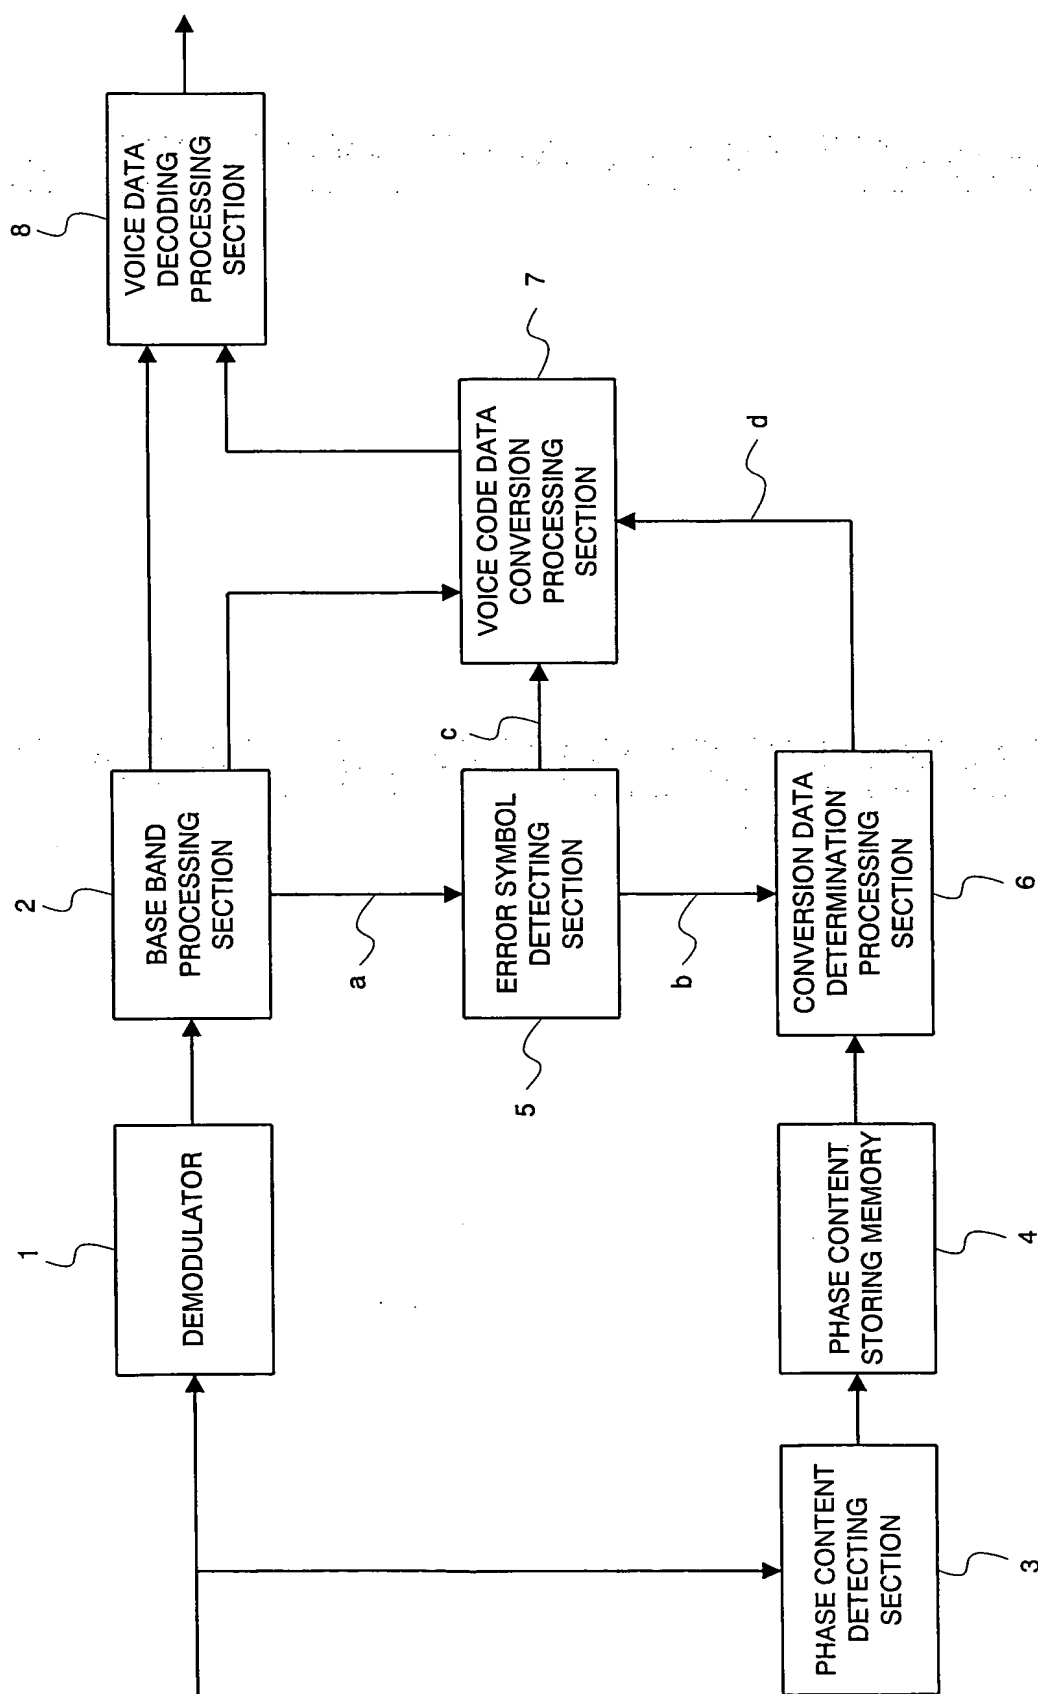 1
DEMODULATOR
2
BASE BAND
PROCESSING
SECTION
8
VOICE DATA
DECODING
PROCESSING
SECTION
a
5
ERROR SYMBOL
DETECTING
SECTION
c
7
VOICE CODE DATA
CONVERSION
PROCESSING
SECTION
b
d
PHASE CONTENT
DETECTING
SECTION
3
PHASE CONTENT
STORING MEMORY
4
CONVERSION DATA
DETERMINATION
PROCESSING
SECTION
6